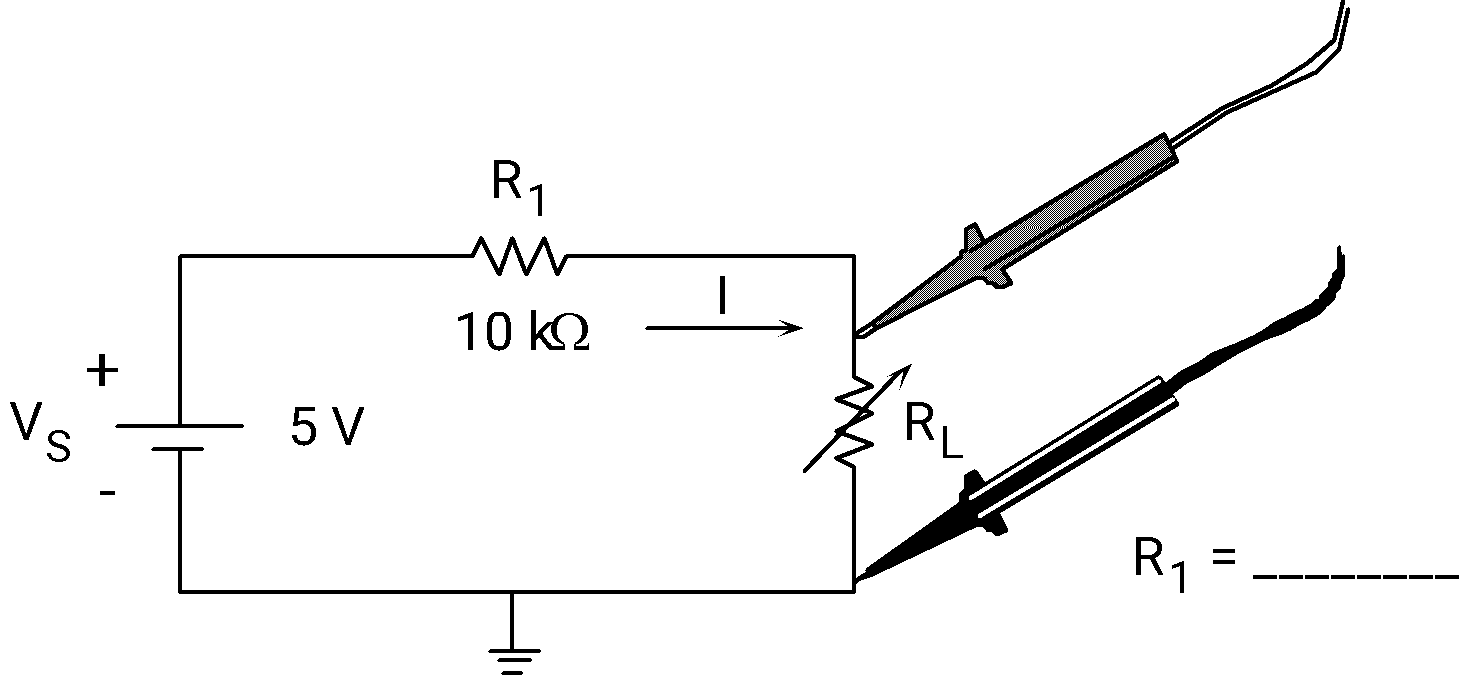 R1
10 kΩ
I
+
VS
5 V
-
RL
R1 = ________